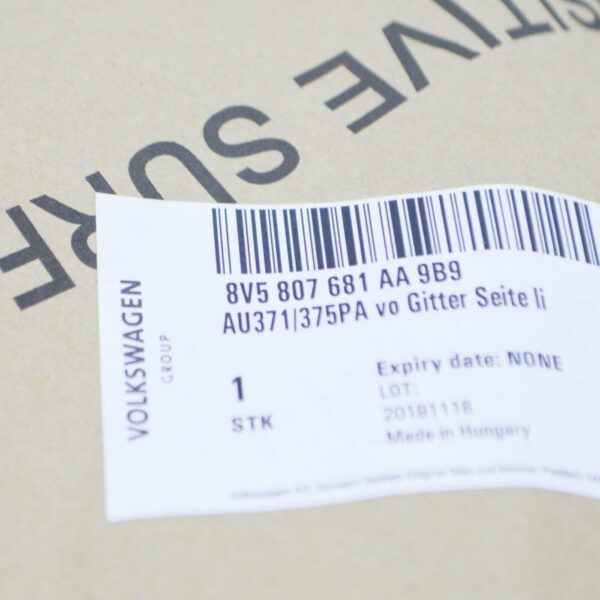 SITIVE SURF
VOLKSWAGEN
GROUP
8V5 807 681 AA 9B9
AU371/375PA vo Gitter Seite li
1
STK
Expiry date: NONE
LOT:
20191118
Made in Hungary